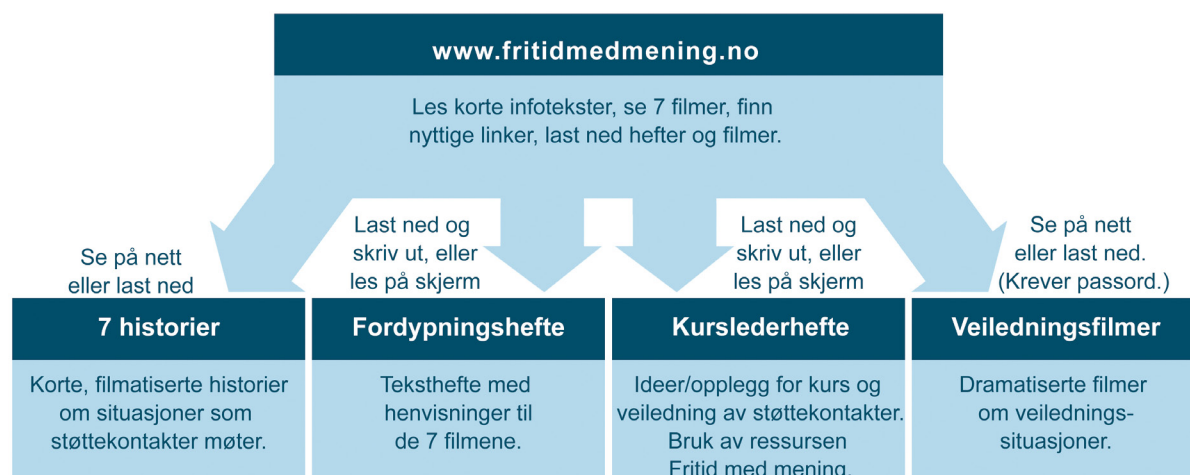 www.fritidmedmening.no
Les korte infotekster, se 7 filmer, finn
nyttige linker, last ned hefter og filmer.
Se på nett
eller last ned
Last ned og
skriv ut, eller
les på skjerm
Last ned og
skriv ut, eller
les på skjerm
Se på nett
eller last ned.
(Krever passord.)
7 historier
Korte, filmatiserte historier
om situasjoner som
støttekontakter møter.
Fordypningshefte
Teksthefte med
henvisninger til
de 7 filmene.
Kurslederhefte
Ideer/opplegg for kurs og
veiledning av støttekontakter.
Bruk av ressursen
Fritid med mening.
Veiledningsfilmer
Dramatiserte filmer
om veilednings-
situasjoner.